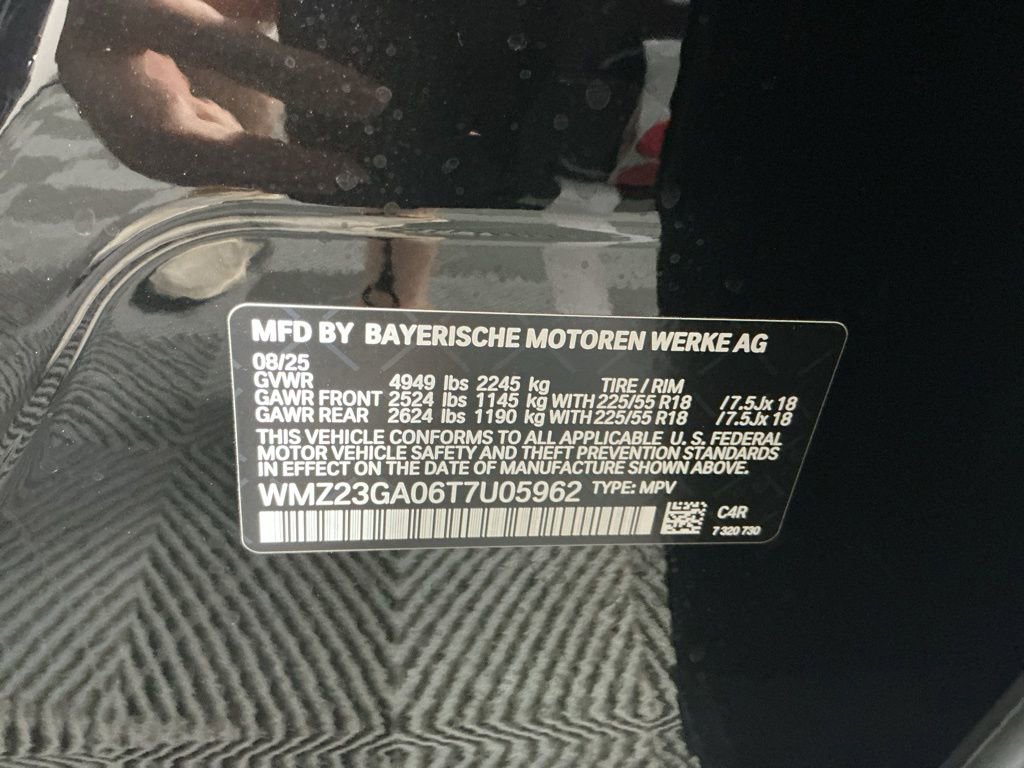 MFD BY BAYERISCHE MOTOREN WERKE AG
08/25
GVWR 4949 lbs 2245 kg TIRE / RIM
GAWR FRONT 2524 lbs 1145 kg WITH 225/55 R18 /7.5Jx 18
GAWR REAR 2624 lbs 1190 kg WITH 225/55 R18 /7.5Jx 18
THIS VEHICLE CONFORMS TO ALL APPLICABLE U. S. FEDERAL
MOTOR VEHICLE SAFETY AND THEFT PREVENTION STANDARDS
IN EFFECT ON THE DATE OF MANUFACTURE SHOWN ABOVE.
WMZ23GA06T7U05962 TYPE: MPV
C4R
7 320 730